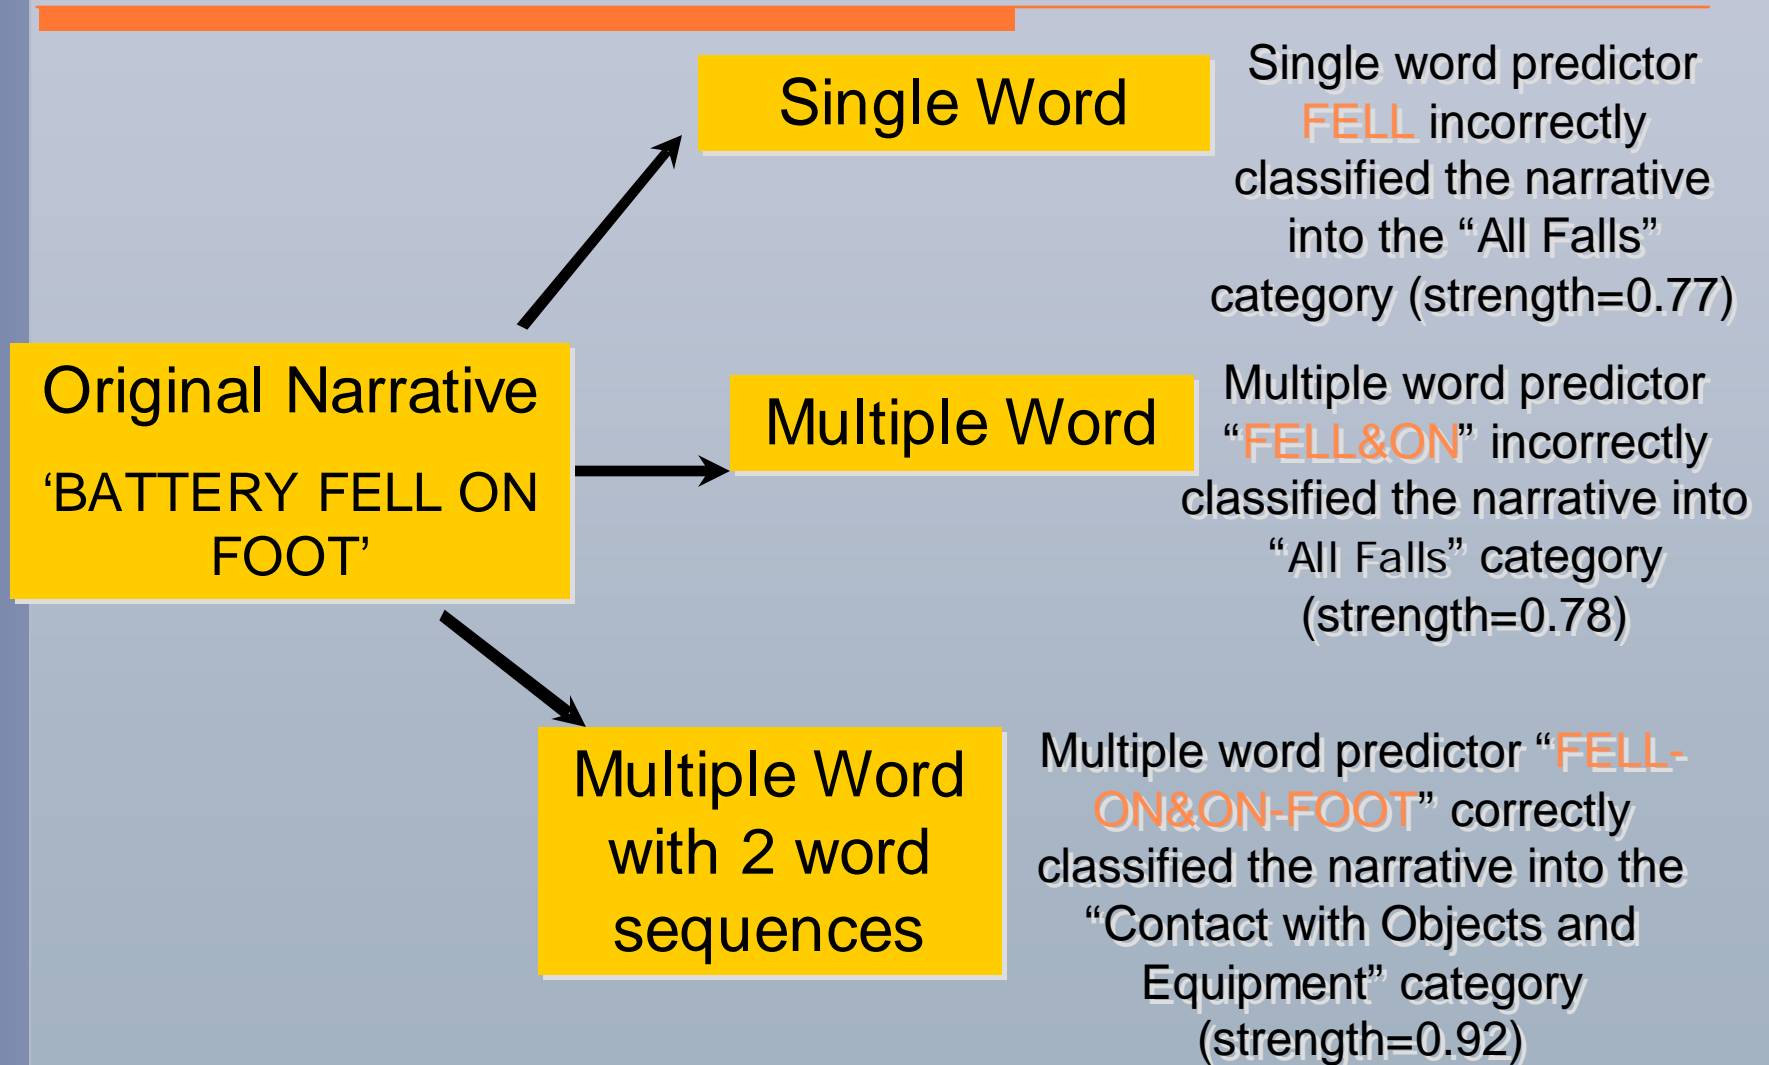 Single Word
Single word predictor
FELL incorrectly
classified the narrative
into the “All Falls”
category (strength=0.77)
Original Narrative
‘BATTERY FELL ON
FOOT’
Multiple Word
Multiple word predictor
“FELL&ON” incorrectly
classified the narrative into
“All Falls” category
(strength=0.78)
Multiple Word
with 2 word
sequences
Multiple word predictor “FELL-
ON&ON-FOOT” correctly
classified the narrative into the
“Contact with Objects and
Equipment” category
(strength=0.92)